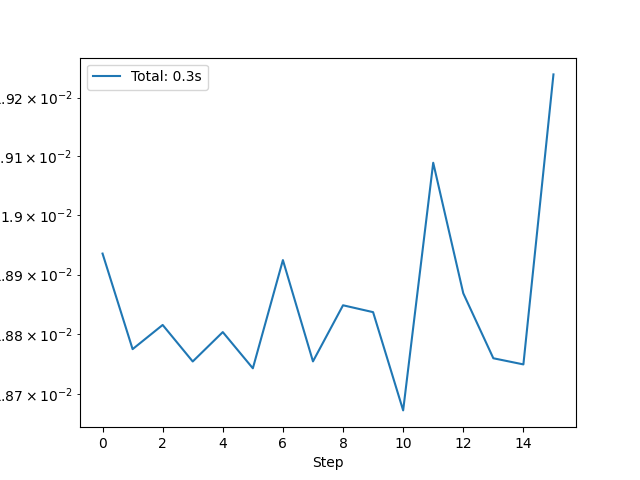 Total: 0.3s
.92 × 10⁻²
.91 × 10⁻²
1.9 × 10⁻²
.89 × 10⁻²
.88 × 10⁻²
.87 × 10⁻²
0 2 4 6 8 10 12 14
Step